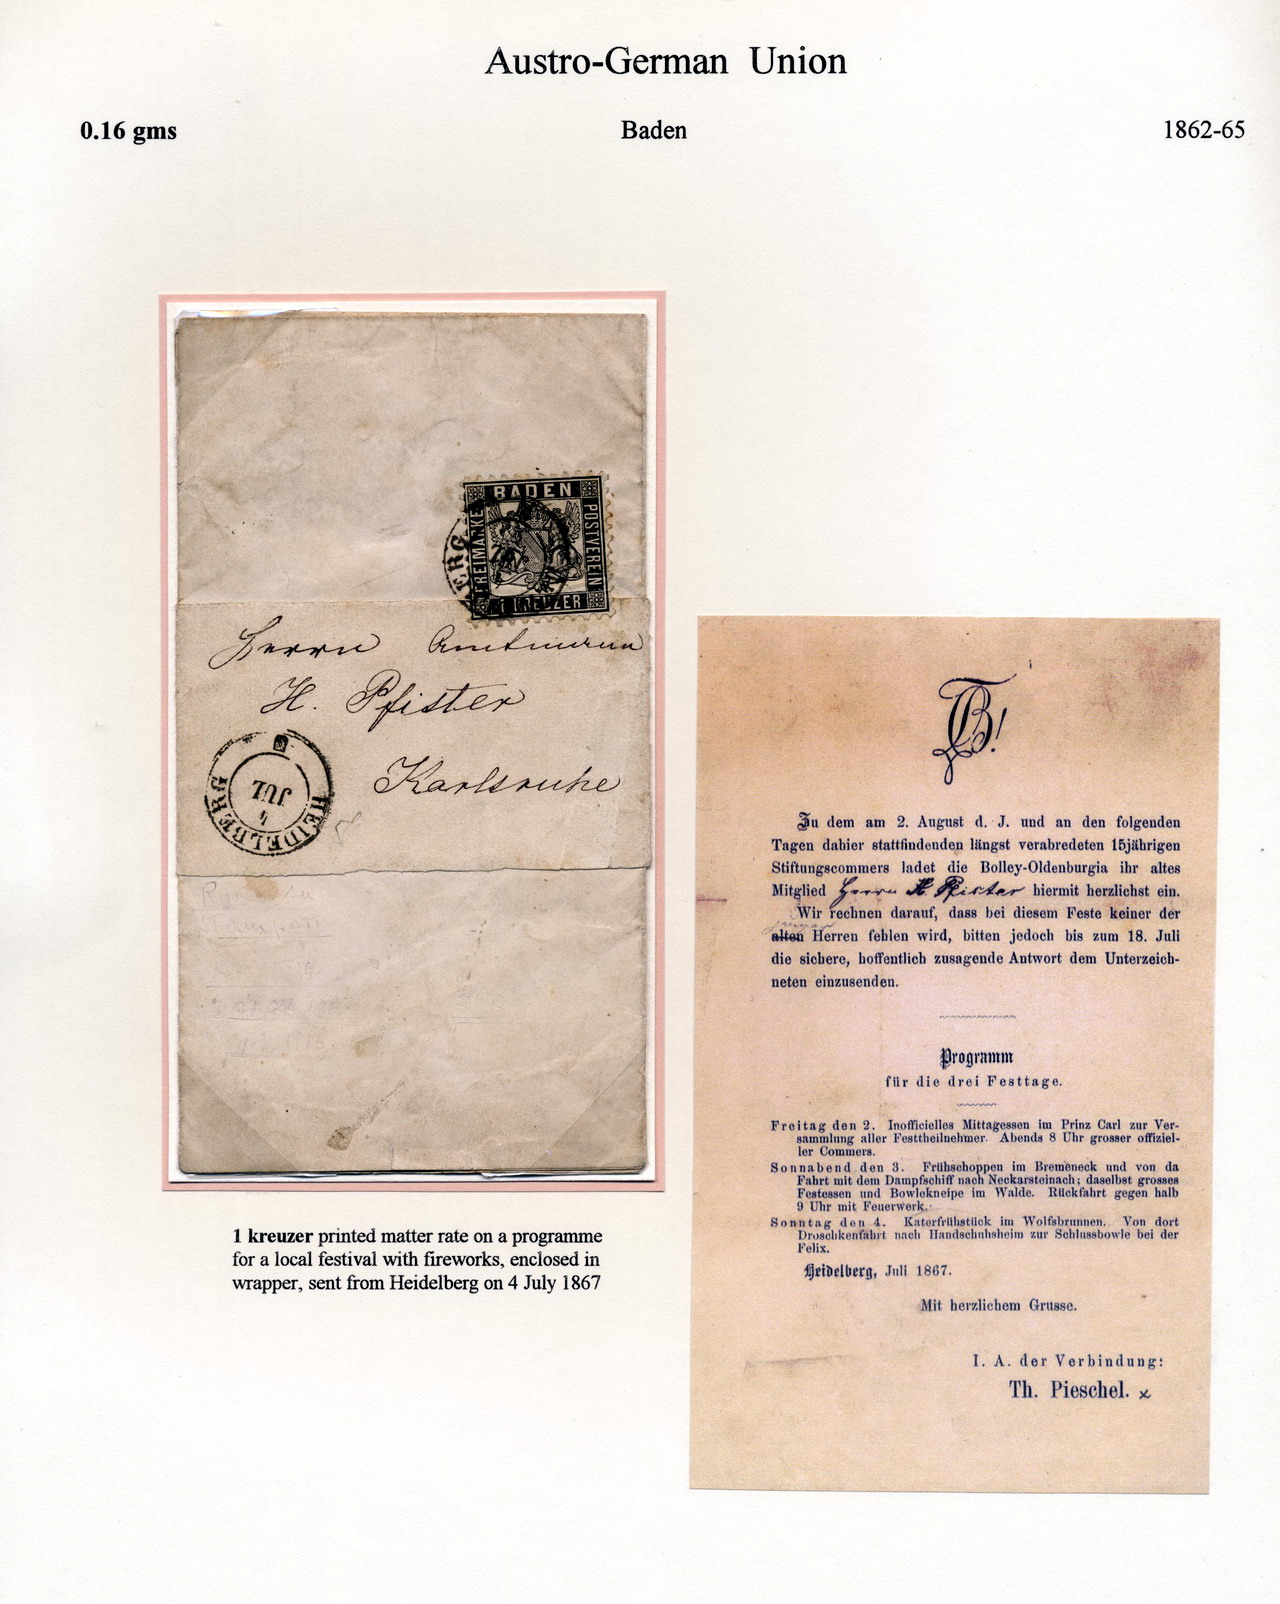 Austro-German Union
0.16 gms
Baden
1862-65
BADEN
FREIMARKE
POSTVEREIN
1 KREUZER
ERG
Herrn Amtmann
H. Pfister
Karlsruhe
HEIDELBERG
4
JUL
1 kreuzer printed matter rate on a programme
for a local festival with fireworks, enclosed in
wrapper, sent from Heidelberg on 4 July 1867
Zu dem am 2. August d. J. und an den folgenden
Tagen dahier stattfindenden längst verabredeten 15jährigen
Stiftungscommers ladet die Bolley-Oldenburgia ihr altes
Mitglied Herrn H. Pfister hiermit herzlichst ein.
Wir rechnen darauf, dass bei diesem Feste keiner der
alten Herren fehlen wird, bitten jedoch bis zum 18. Juli
die sichere, hoffentlich zusagende Antwort dem Unterzeich-
neten einzusenden.
Programm
für die drei Festtage.
Freitag den 2. Inofficielles Mittagessen im Prinz Carl zur Ver-
sammlung aller Festtheilnehmer. Abends 8 Uhr grosser offiziel-
ler Commers.
Sonnabend den 3. Frühschoppen im Bremeneck und von da
Fahrt mit dem Dampfschiff nach Neckarsteinach; daselbst grosses
Festessen und Bowlekneipe im Walde. Rückfahrt gegen halb
9 Uhr mit Feuerwerk.
Sonntag den 4. Katerfrühstück im Wolfsbrunnen. Von dort
Droschkenfahrt nach Handschuhsheim zur Schlussbowle bei der
Felix.
Heidelberg, Juli 1867.
Mit herzlichem Grusse.
I. A. der Verbindung:
Th. Pieschel. x